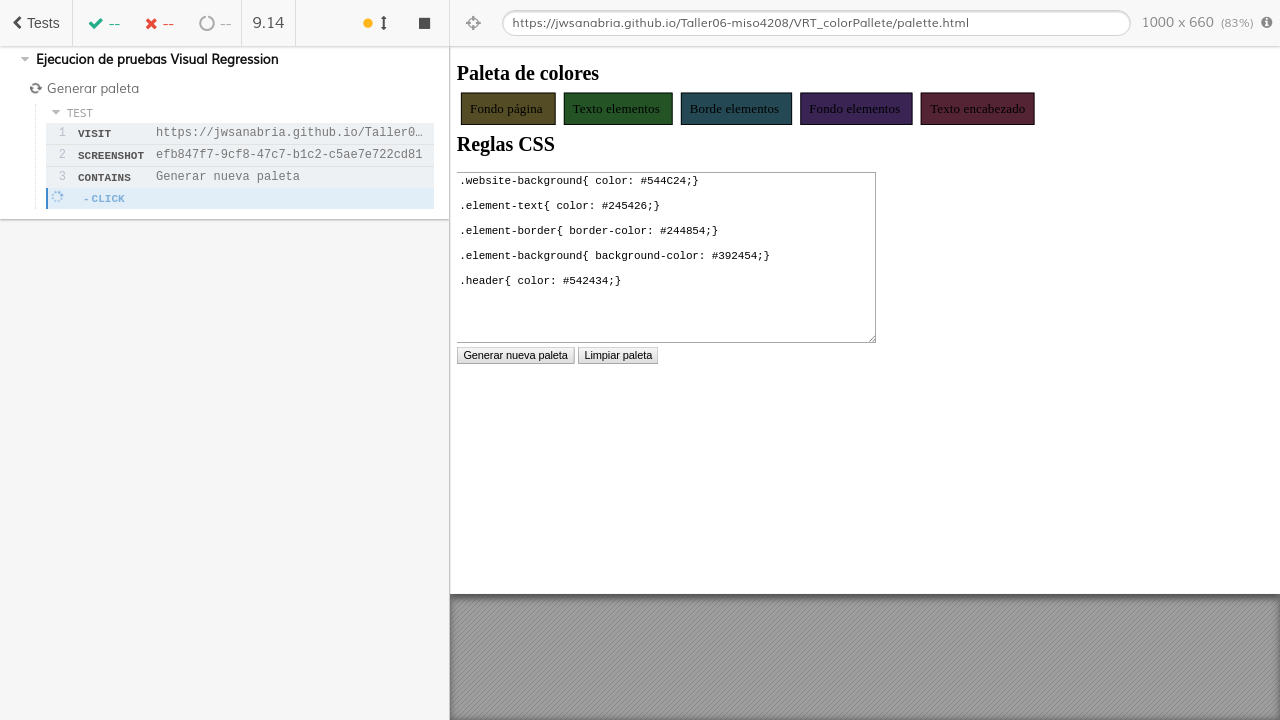 Tests
--
--
--
9.14
https://jwsanabria.github.io/Taller06-miso4208/VRT_colorPallete/palette.html
1000 x 660 (83%)
Ejecucion de pruebas Visual Regression
Generar paleta
TEST
1 VISIT https://jwsanabria.github.io/Taller0…
2 SCREENSHOT efb847f7-9cf8-47c7-b1c2-c5ae7e722cd81
3 CONTAINS Generar nueva paleta
- CLICK
Paleta de colores
Fondo página
Texto elementos
Borde elementos
Fondo elementos
Texto encabezado
Reglas CSS
.website-background{ color: #544C24;}
.element-text{ color: #245426;}
.element-border{ border-color: #244854;}
.element-background{ background-color: #392454;}
.header{ color: #542434;}
Generar nueva paleta
Limpiar paleta